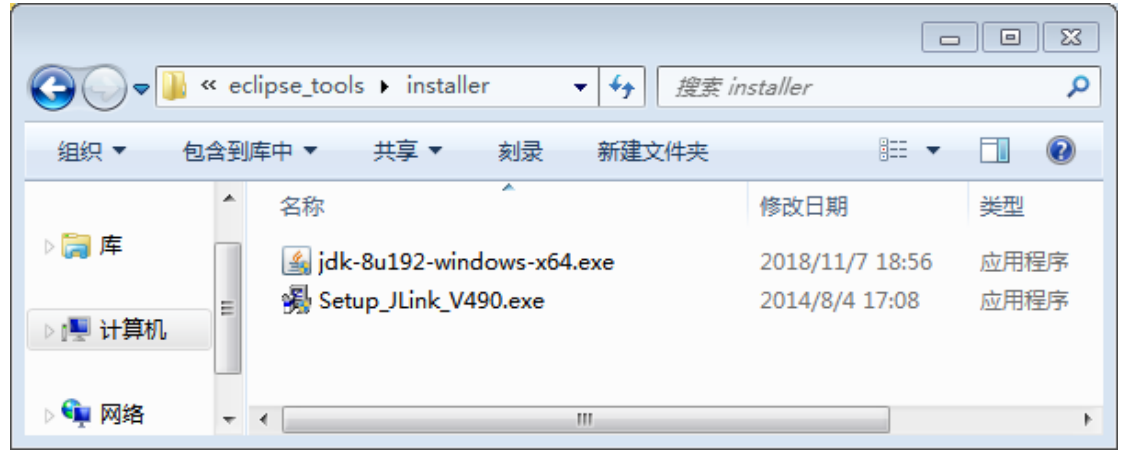 « eclipse_tools ▸ installer 搜索 installer
组织 包含到库中 共享 刻录 新建文件夹
名称 修改日期 类型
库
jdk-8u192-windows-x64.exe 2018/11/7 18:56 应用程序
Setup_JLink_V490.exe 2014/8/4 17:08 应用程序
计算机
网络